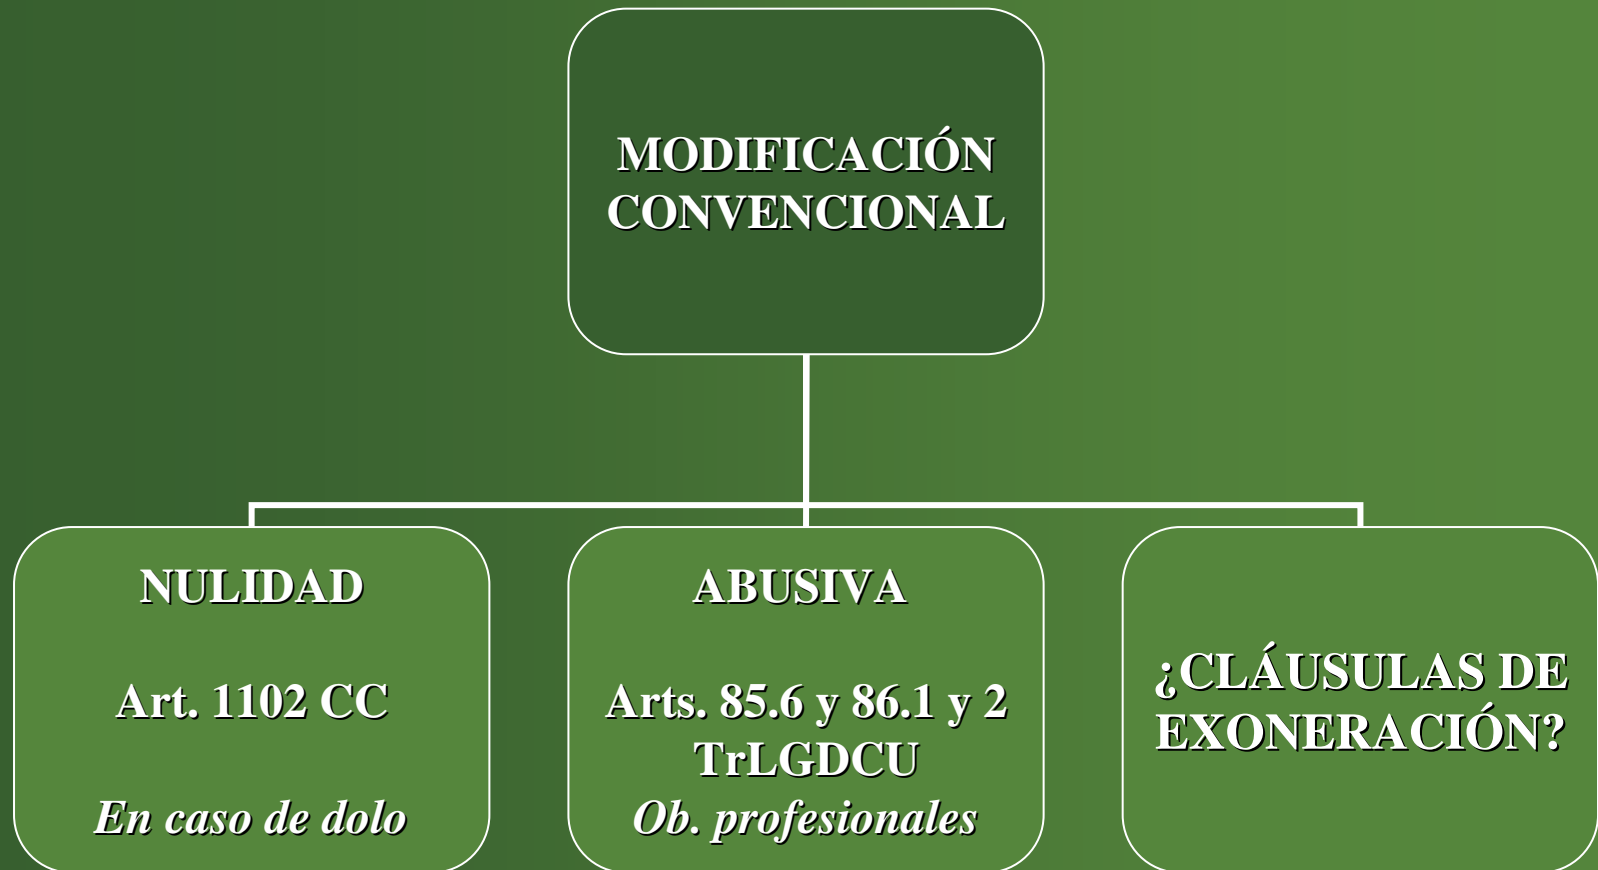 MODIFICACIÓN
CONVENCIONAL
NULIDAD
Art. 1102 CC
En caso de dolo
ABUSIVA
Arts. 85.6 y 86.1 y 2
TrLGDCU
Ob. profesionales
¿CLÁUSULAS DE
EXONERACIÓN?